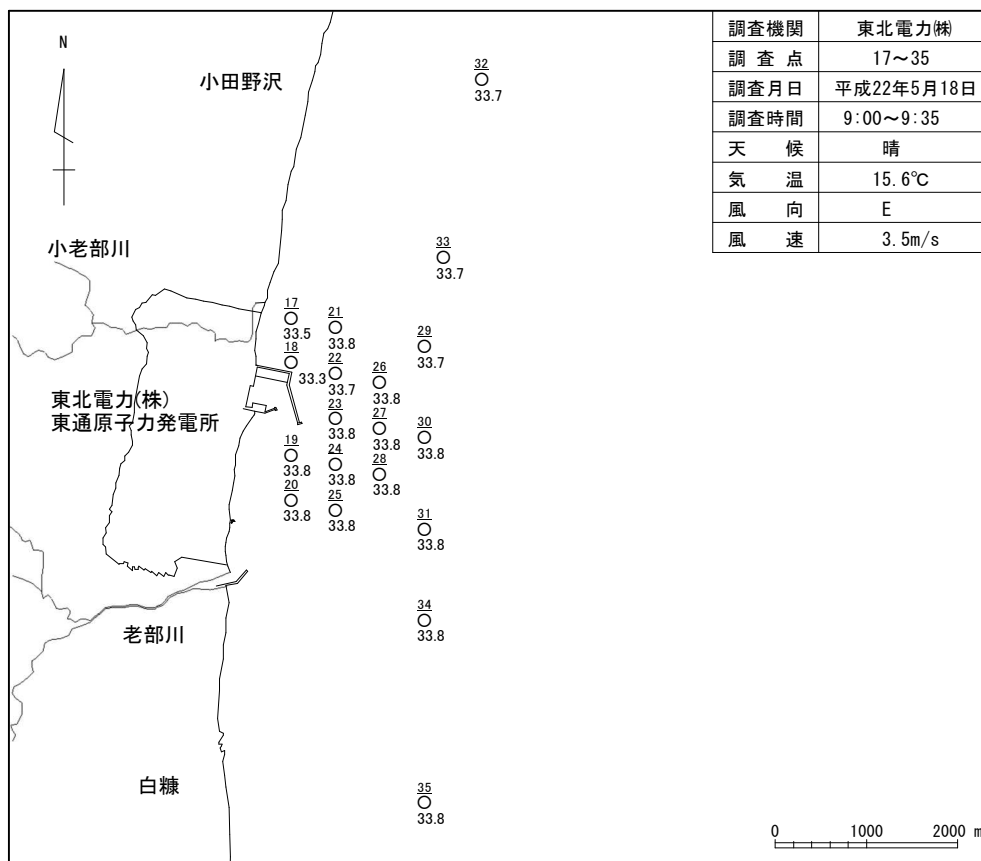 調査機関 東北電力㈱
調査点 17～35
調査月日 平成22年5月18日
調査時間 9:00～9:35
天候 晴
気温 15.6℃
風向 E
風速 3.5m/s
N
小田野沢
32
33.7
小老部川
33
33.7
17
33.5
21
33.8
18
33.3
22
33.7
29
33.7
26
33.8
東北電力(株)
東通原子力発電所
23
33.8
27
33.8
30
33.8
19
33.8
24
33.8
28
33.8
20
33.8
25
33.8
31
33.8
34
33.8
老部川
白糠
35
33.8
0 1000 2000 m